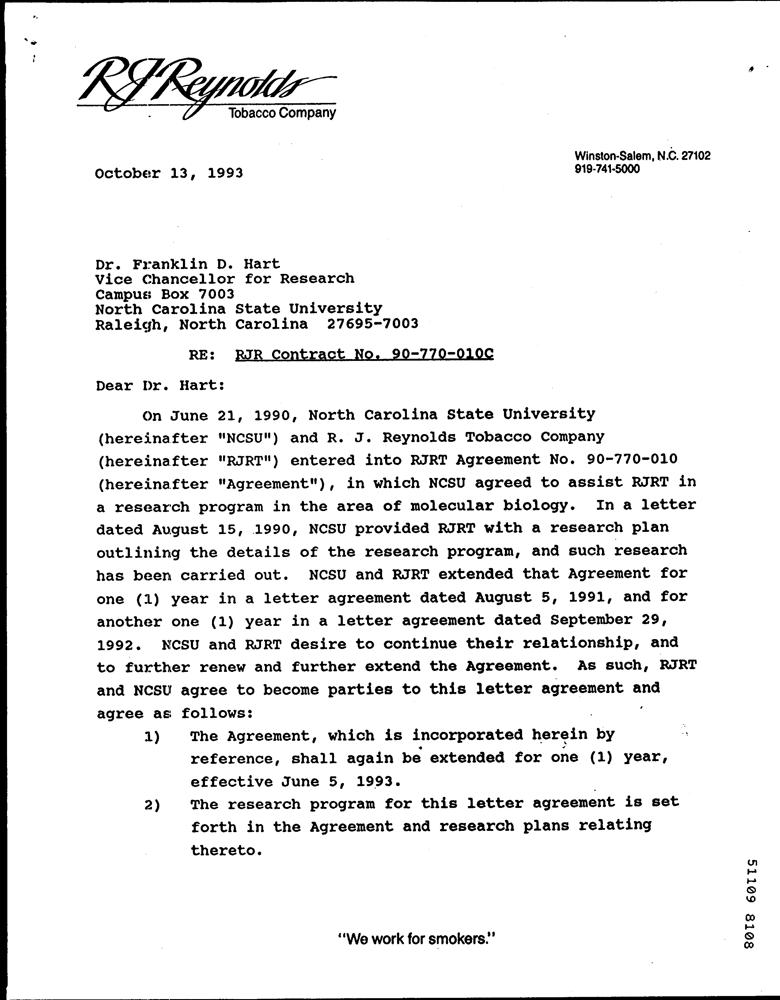 RJReynolds
Tobacco Company
Winston-Salem, N.C. 27102
919-741-5000
October 13, 1993
Dr. Franklin D. Hart
Vice Chancellor for Research
Campus Box 7003
North Carolina State University
Raleigh, North Carolina 27695-7003
RE: RJR Contract No. 90-770-010C
Dear Dr. Hart:
On June 21, 1990, North Carolina State University
(hereinafter "NCSU") and R. J. Reynolds Tobacco Company
(hereinafter "RJRT") entered into RJRT Agreement No. 90-770-010
(hereinafter "Agreement"), in which NCSU agreed to assist RJRT in
a research program in the area of molecular biology. In a letter
dated August 15, 1990, NCSU provided RJRT with a research plan
outlining the details of the research program, and such research
has been carried out. NCSU and RJRT extended that Agreement for
one (1) year in a letter agreement dated August 5, 1991, and for
another one (1) year in a letter agreement dated September 29,
1992. NCSU and RJRT desire to continue their relationship, and
to further renew and further extend the Agreement. As such, RJRT
and NCSU agree to become parties to this letter agreement and
agree as follows:
1) The Agreement, which is incorporated herein by
reference, shall again be extended for one (1) year,
effective June 5, 1993.
2) The research program for this letter agreement is set
forth in the Agreement and research plans relating
thereto.
"We work for smokers."
51109 8108